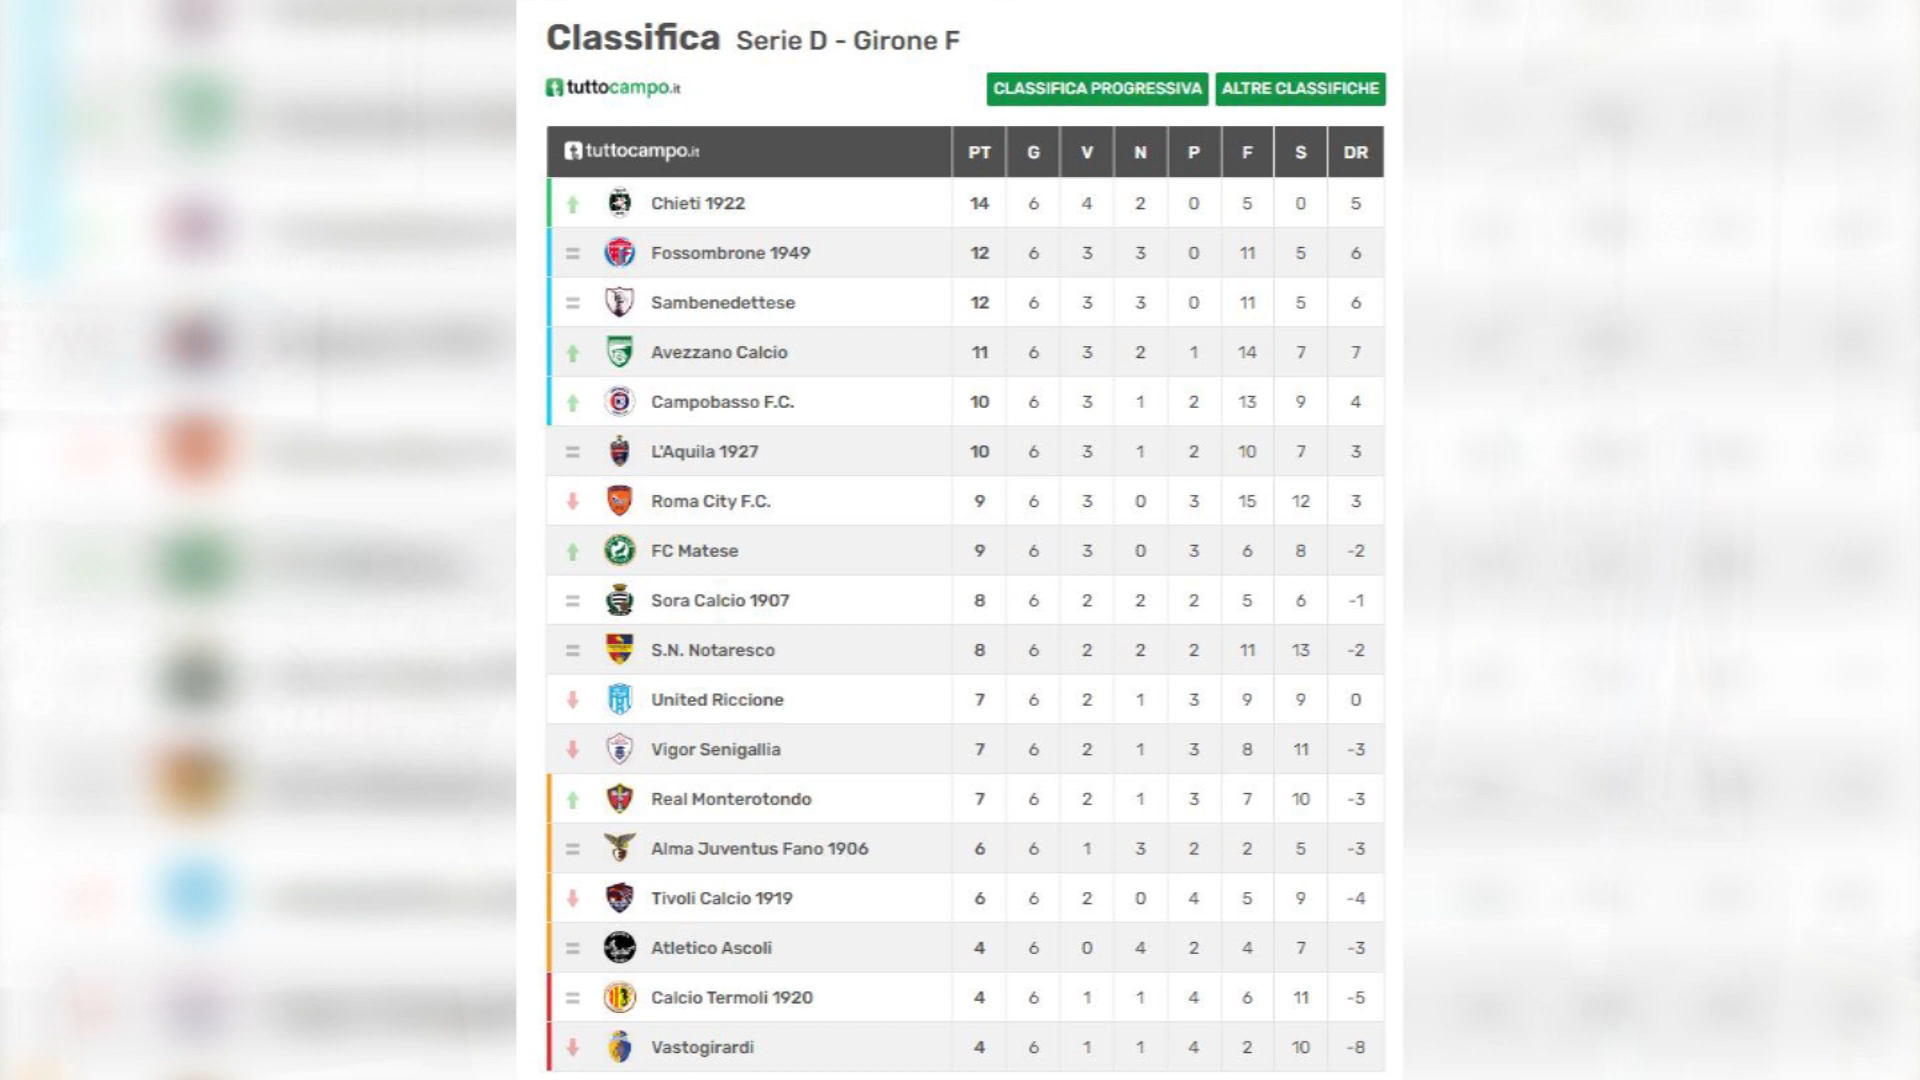 Classifica Serie D - Girone F
tuttocampo.it CLASSIFICA PROGRESSIVA ALTRE CLASSIFICHE
tuttocampo.it PT G V N P F S DR
Chieti 1922 14 6 4 2 0 5 0 5
Fossombrone 1949 12 6 3 3 0 11 5 6
Sambenedettese 12 6 3 3 0 11 5 6
Avezzano Calcio 11 6 3 2 1 14 7 7
Campobasso F.C. 10 6 3 1 2 13 9 4
L'Aquila 1927 10 6 3 1 2 10 7 3
Roma City F.C. 9 6 3 0 3 15 12 3
FC Matese 9 6 3 0 3 6 8 -2
Sora Calcio 1907 8 6 2 2 2 5 6 -1
S.N. Notaresco 8 6 2 2 2 11 13 -2
United Riccione 7 6 2 1 3 9 9 0
Vigor Senigallia 7 6 2 1 3 8 11 -3
Real Monterotondo 7 6 2 1 3 7 10 -3
Alma Juventus Fano 1906 6 6 1 3 2 2 5 -3
Tivoli Calcio 1919 6 6 2 0 4 5 9 -4
Atletico Ascoli 4 6 0 4 2 4 7 -3
Calcio Termoli 1920 4 6 1 1 4 6 11 -5
Vastogirardi 4 6 1 1 4 2 10 -8